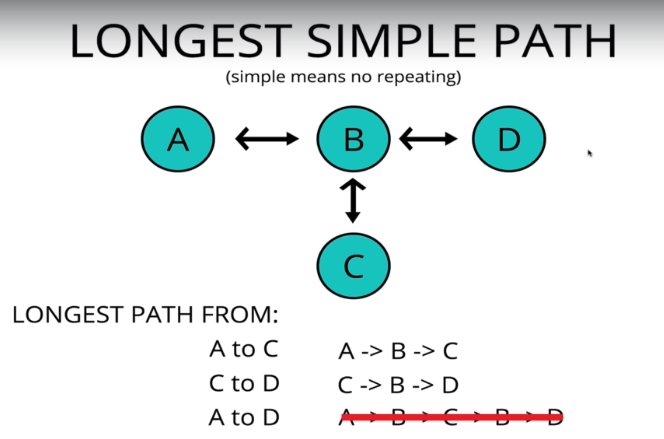 LONGEST SIMPLE PATH
(simple means no repeating)
A B D
C
LONGEST PATH FROM:
A to C A -> B -> C
C to D C -> B -> D
A to D A -> B -> C -> B -> D